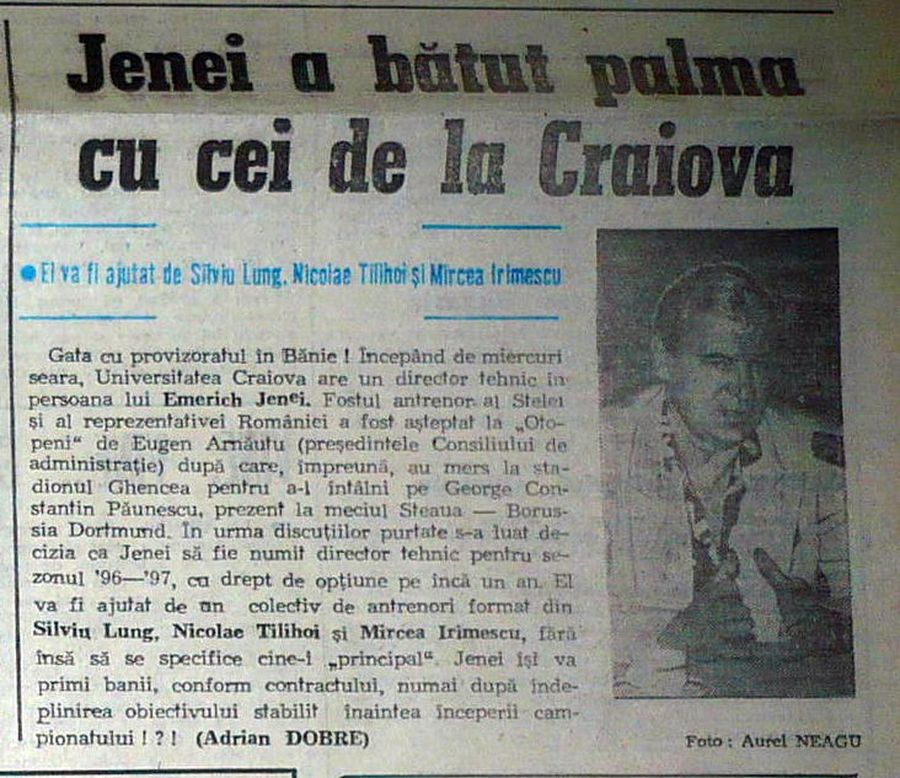 Jenei a bătut palma
cu cei de la Craiova
● El va fi ajutat de Silviu Lung, Nicolae Tilihoi și Mircea Irimescu
Gata cu provizoratul în Bănie ! Începând de miercuri
seara, Universitatea Craiova are un director tehnic în
persoana lui Emerich Jenei. Fostul antrenor al Stelei
și al reprezentativei României a fost așteptat la „Oto-
peni“ de Eugen Arnăutu (președintele Consiliului de
administrație) după care, împreună, au mers la sta-
dionul Ghencea pentru a-l întâlni pe George Con-
stantin Păunescu, prezent la meciul Steaua — Borus-
sia Dortmund. În urma discuțiilor purtate s-a luat de-
cizia ca Jenei să fie numit director tehnic pentru se-
zonul '96—'97, cu drept de opțiune pe încă un an. El
va fi ajutat de un colectiv de antrenori format din
Silviu Lung, Nicolae Tilihoi și Mircea Irimescu, fără
însă să se specifice cine-i „principal“. Jenei își va
primi banii, conform contractului, numai după înde-
plinirea obiectivului stabilit înaintea începerii cam-
pionatului ! ? ! (Adrian DOBRE)
Foto : Aurel NEAGU